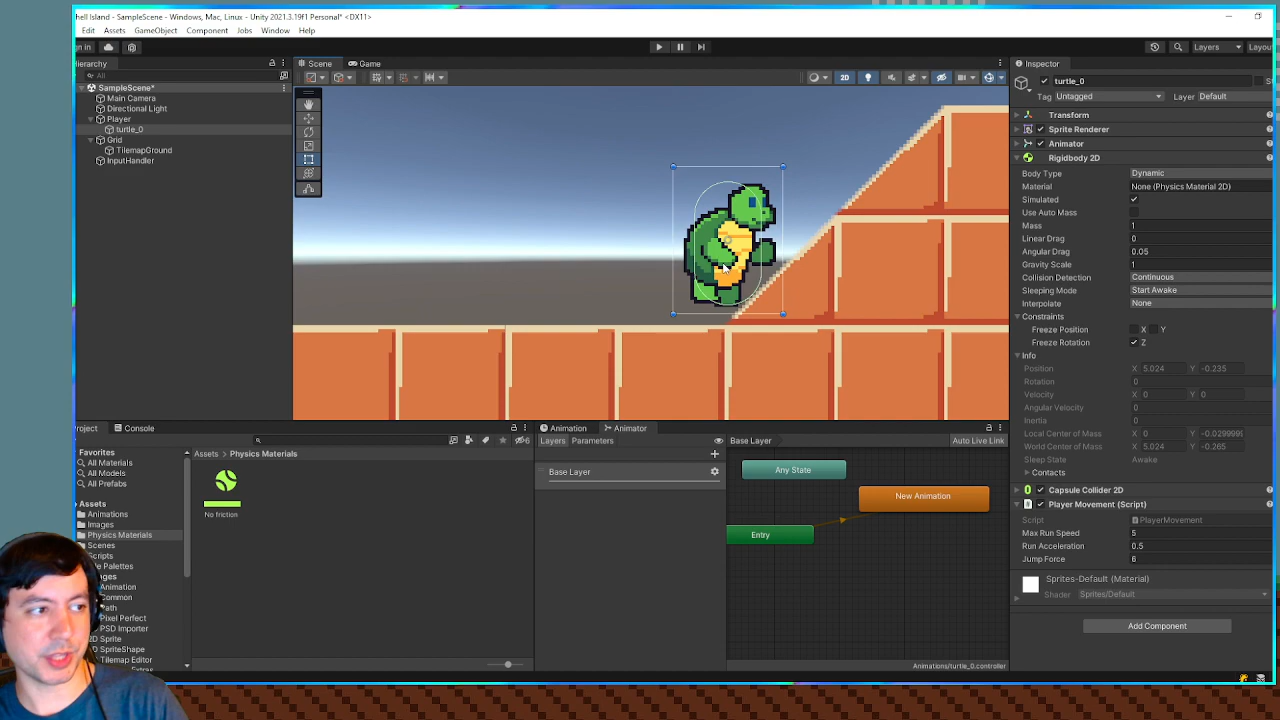 hell Island - SampleScene - Windows, Mac, Linux - Unity 2021.3.19f1 Personal* <DX11>
Edit Assets GameObject Component Jobs Window Help
Layers
Layou
Hierarchy
All
SampleScene*
Main Camera
Directional Light
Player
turtle_0
Grid
TilemapGround
InputHandler
Scene Game
2D
Inspector
turtle_0
Tag Untagged Layer Default
Transform
Sprite Renderer
Animator
Rigidbody 2D
Body Type Dynamic
Material None (Physics Material 2D)
Simulated
Use Auto Mass
Mass 1
Linear Drag 0
Angular Drag 0.05
Gravity Scale 1
Collision Detection Continuous
Sleeping Mode Start Awake
Interpolate None
Constraints
Freeze Position X Y
Freeze Rotation Z
Info
Position X 5.024 Y -0.235
Rotation 0
Velocity X 0 Y 0
Angular Velocity 0
Inertia 0
Local Center of Mass X 0 Y -0.0299999
World Center of Mass X 5.024 Y -0.265
Sleep State Awake
Contacts
Capsule Collider 2D
Player Movement (Script)
Script PlayerMovement
Max Run Speed 5
Run Acceleration 0.5
Jump Force 6
Sprites-Default (Material)
Shader Sprites/Default
Add Component
Project Console
6
Favorites
All Materials
All Models
All Prefabs
Assets
Animations
Images
Physics Materials
Scenes
Scripts
Palettes
Animation
Common
Path
Pixel Perfect
PSD Importer
2D Sprite
2D SpriteShape
Tilemap Editor
Extras
Assets Physics Materials
No friction
Animation Animator
Layers Parameters
Base Layer
Base Layer
Auto Live Link
Any State
New Animation
Entry
Animations/turtle_0.controller